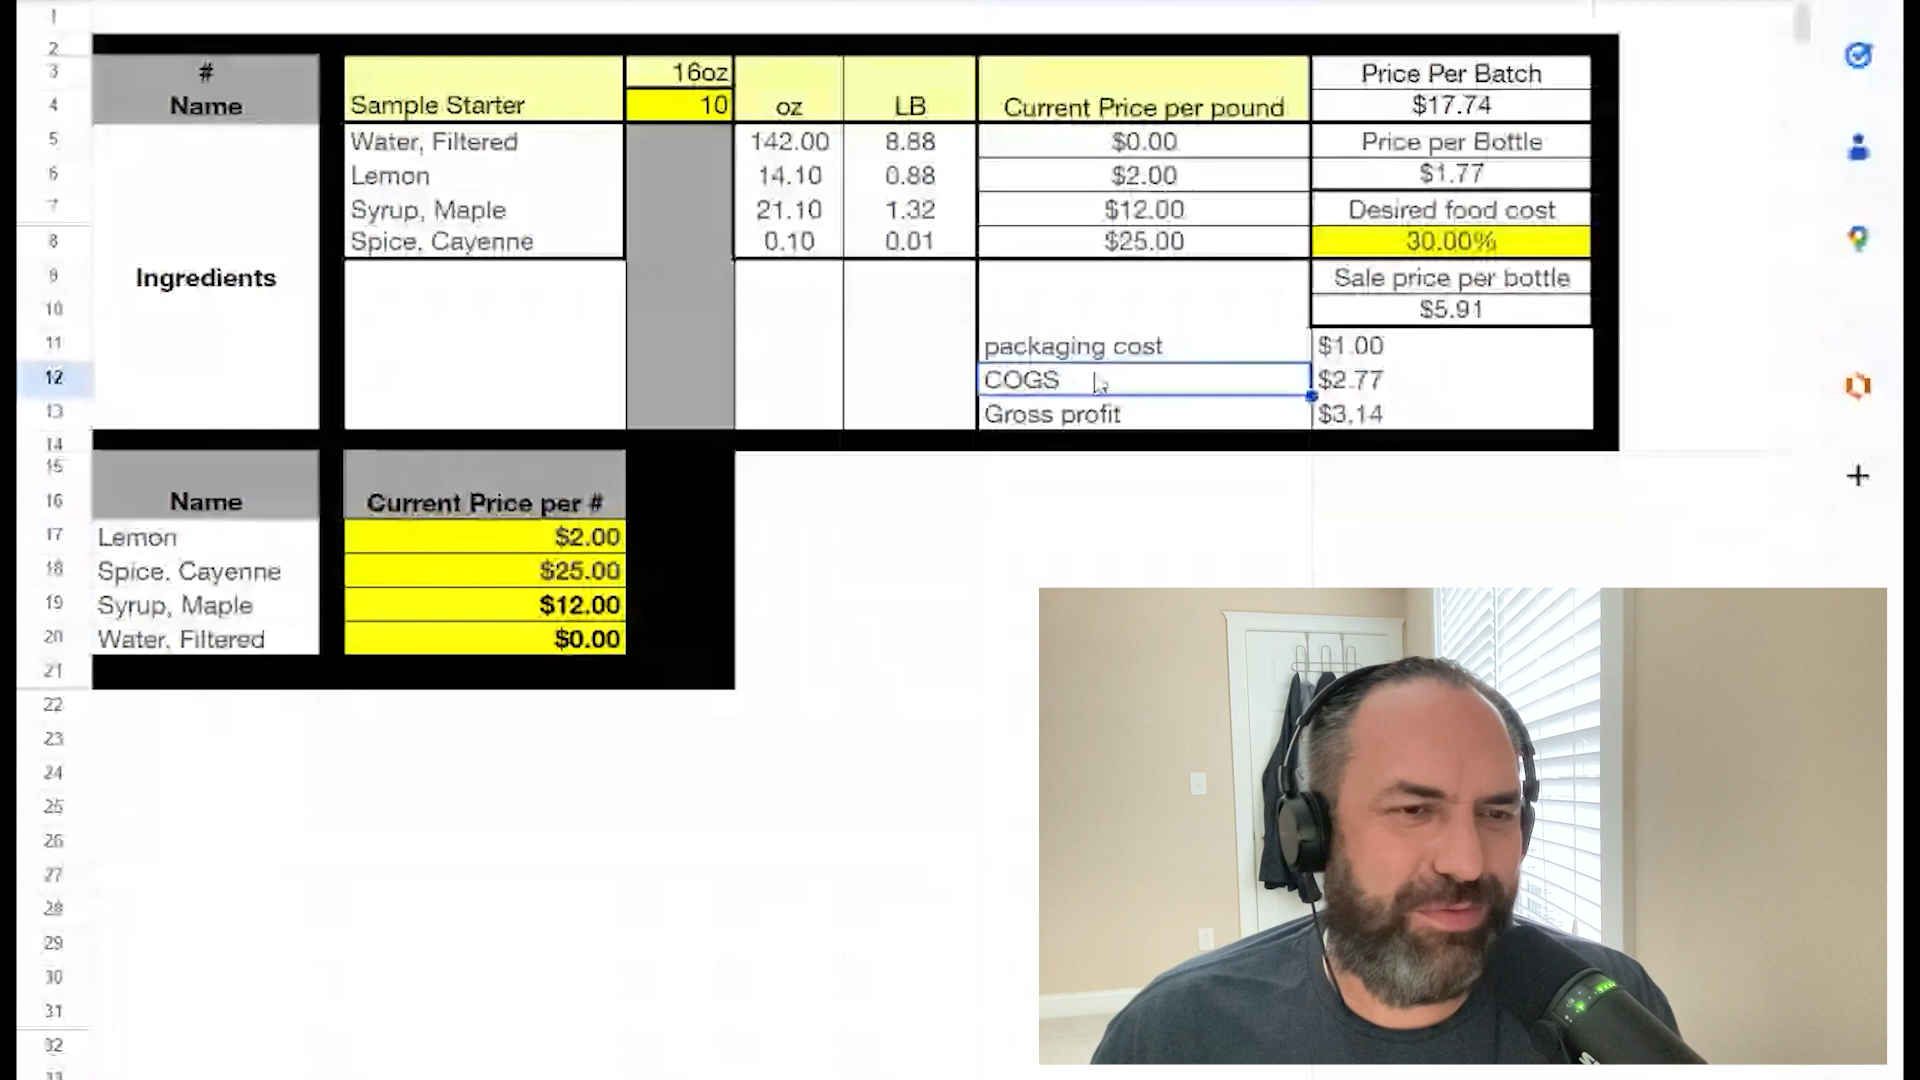 1
2
3 # 16oz Price Per Batch
4 Name Sample Starter 10 oz LB Current Price per pound $17.74
5 Water, Filtered 142.00 8.88 $0.00 Price per Bottle
6 Lemon 14.10 0.88 $2.00 $1.77
7 Syrup, Maple 21.10 1.32 $12.00 Desired food cost
8 Spice, Cayenne 0.10 0.01 $25.00 30.00%
9 Ingredients Sale price per bottle
10 $5.91
11 packaging cost $1.00
12 COGS $2.77
13 Gross profit $3.14
14
15
16 Name Current Price per #
17 Lemon $2.00
18 Spice, Cayenne $25.00
19 Syrup, Maple $12.00
20 Water, Filtered $0.00
21
22
23
24
25
26
27
28
29
30
31
32
33